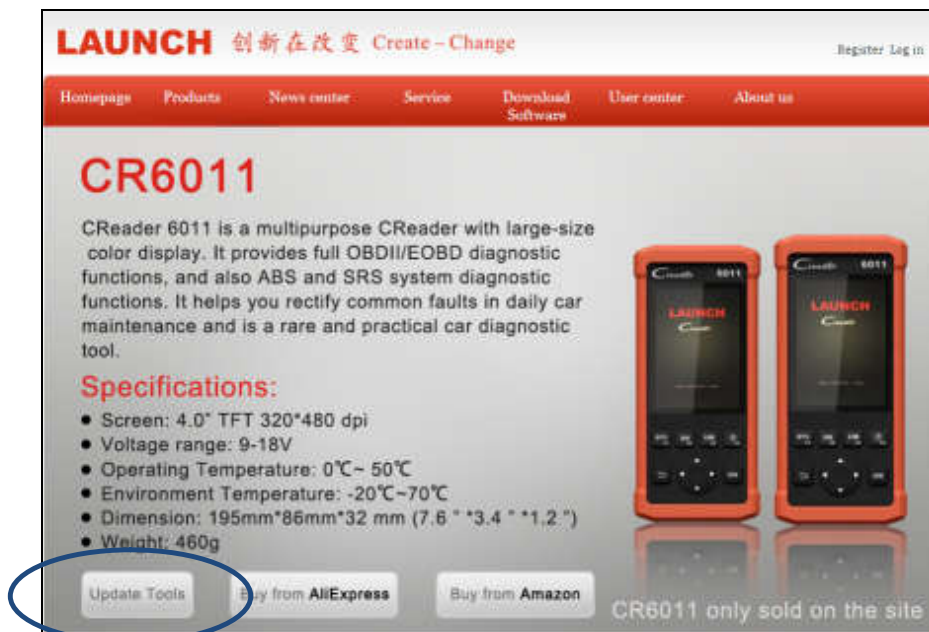 LAUNCH 创新在改变 Create – Change
Register Log in
Homepage Products News center Service Download Software User center About us
CR6011
CReader 6011 is a multipurpose CReader with large-size
color display. It provides full OBDII/EOBD diagnostic
functions, and also ABS and SRS system diagnostic
functions. It helps you rectify common faults in daily car
maintenance and is a rare and practical car diagnostic
tool.
Specifications:
● Screen: 4.0" TFT 320*480 dpi
● Voltage range: 9-18V
● Operating Temperature: 0℃~ 50℃
● Environment Temperature: -20℃~70℃
● Dimension: 195mm*86mm*32 mm (7.6 " *3.4 " *1.2 ")
● Weight: 460g
Update Tools
Buy from AliExpress
Buy from Amazon
CReader 6011
LAUNCH
CReader
CReader 6011
LAUNCH
CReader
CR6011 only sold on the site